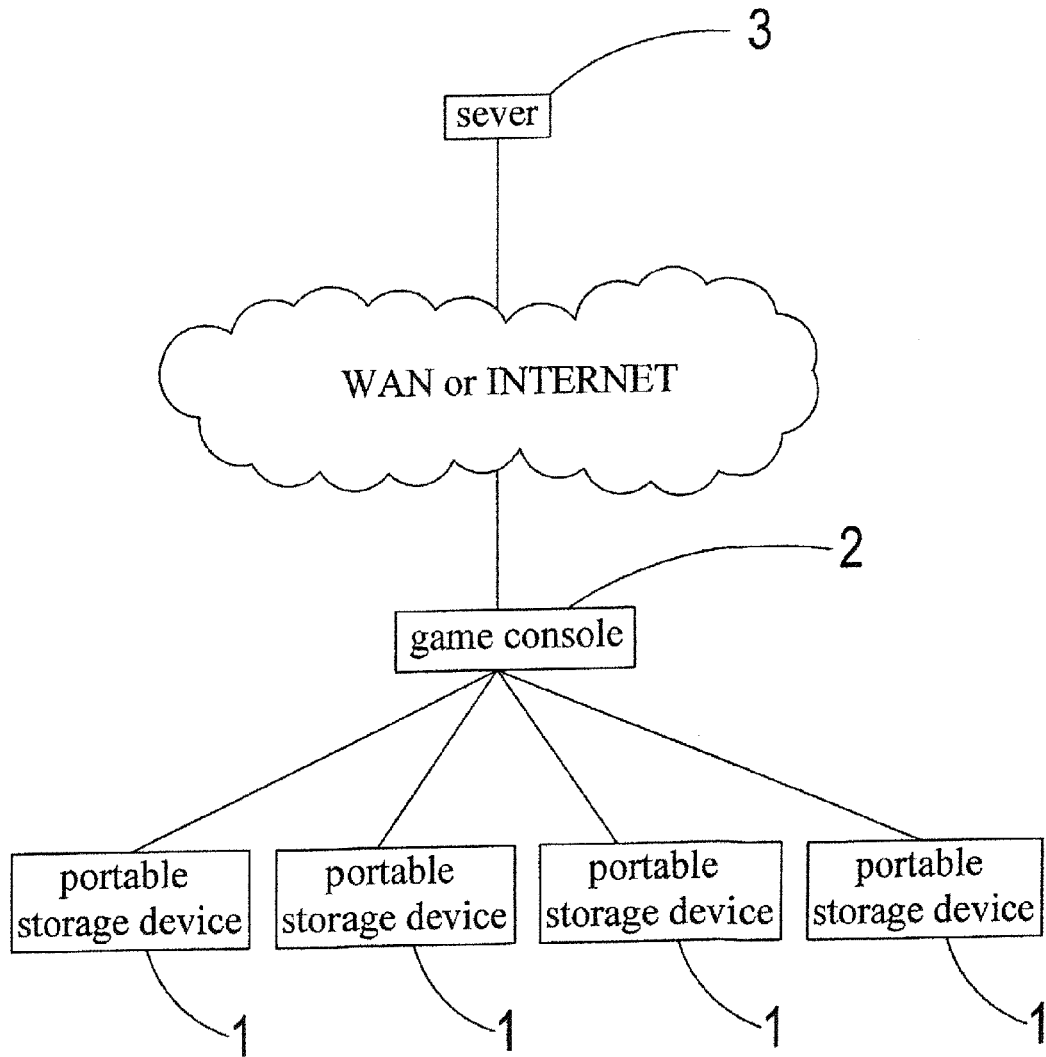 3
sever
WAN or INTERNET
2
game console
portable
storage device
portable
storage device
portable
storage device
portable
storage device
1
1
1
1